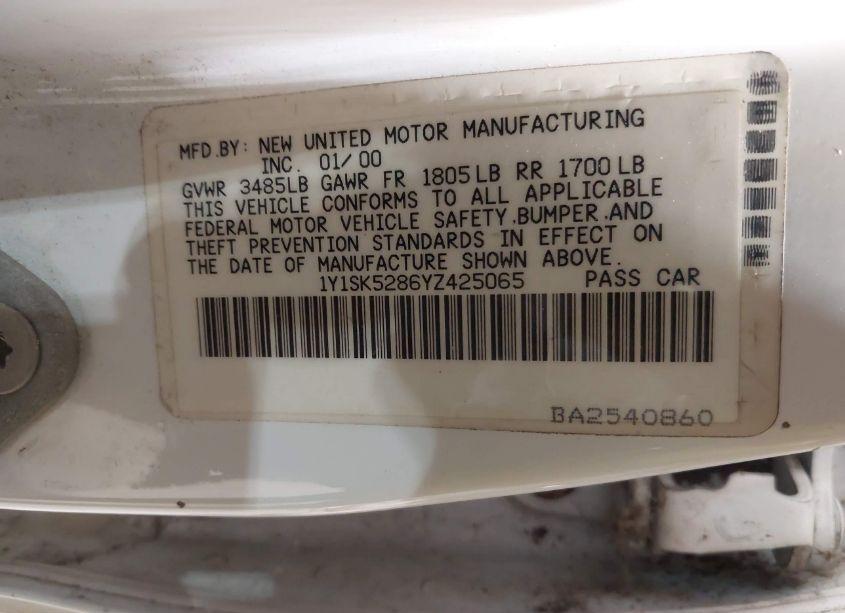 MFD.BY: NEW UNITED MOTOR MANUFACTURING
INC. 01/00
GVWR 3485LB GAWR FR 1805LB RR 1700LB
THIS VEHICLE CONFORMS TO ALL APPLICABLE
FEDERAL MOTOR VEHICLE SAFETY,BUMPER,AND
THEFT PREVENTION STANDARDS IN EFFECT ON
THE DATE OF MANUFACTURE SHOWN ABOVE.
1Y1SK5286YZ425065 PASS CAR
BA2540860